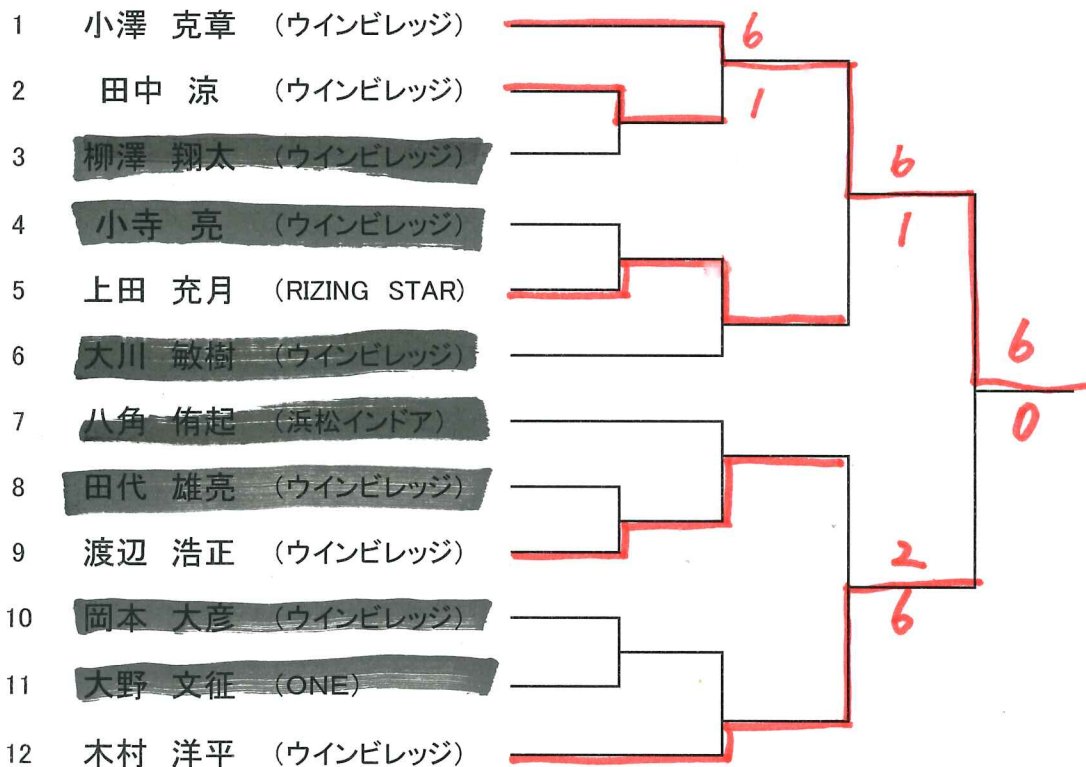 1 小澤 克章 (ウインビレッジ)
2 田中 涼 (ウインビレッジ)
3 柳澤 翔太 (ウインビレッジ)
4 小寺 亮 (ウインビレッジ)
5 上田 充月 (RIZING STAR)
6 大川 敏樹 (ウインビレッジ)
7 八角 侑起 (浜松インドア)
8 田代 雄亮 (ウインビレッジ)
9 渡辺 浩正 (ウインビレッジ)
10 岡本 大彦 (ウインビレッジ)
11 大野 文征 (ONE)
12 木村 洋平 (ウインビレッジ)
6
1
6
1
2
6
6
0